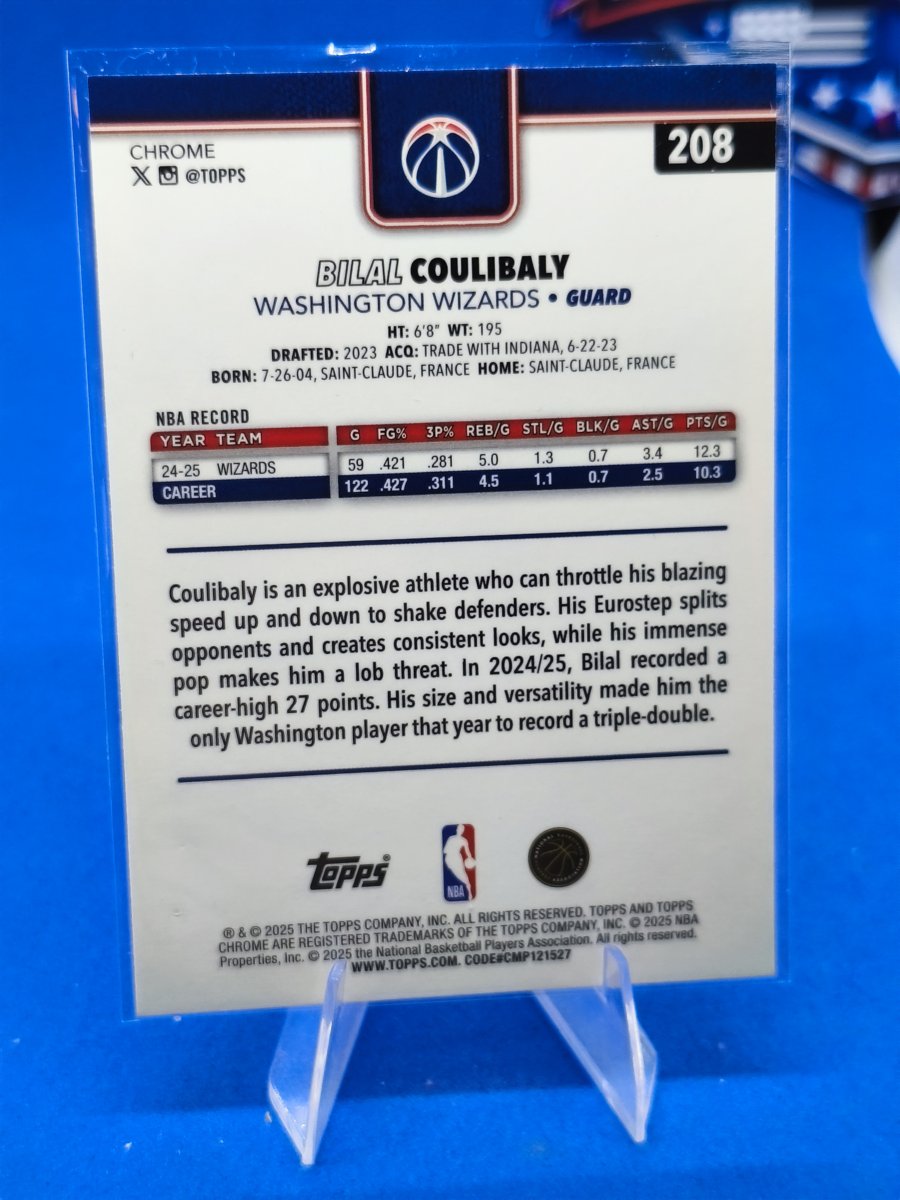 CHROME
208
@TOPPS
BILAL COULIBALY
WASHINGTON WIZARDS • GUARD
HT: 6'8" WT: 195
DRAFTED: 2023 ACQ: TRADE WITH INDIANA, 6-22-23
BORN: 7-26-04, SAINT-CLAUDE, FRANCE HOME: SAINT-CLAUDE, FRANCE
NBA RECORD
YEAR TEAM G FG% 3P% REB/G STL/G BLK/G AST/G PTS/G
24-25 WIZARDS 59 .421 .281 5.0 1.3 0.7 3.4 12.3
CAREER 122 .427 .311 4.5 1.1 0.7 2.5 10.3
Coulibaly is an explosive athlete who can throttle his blazing
speed up and down to shake defenders. His Eurostep splits
opponents and creates consistent looks, while his immense
pop makes him a lob threat. In 2024/25, Bilal recorded a
career-high 27 points. His size and versatility made him the
only Washington player that year to record a triple-double.
Topps®
NBA
® & © 2025 THE TOPPS COMPANY, INC. ALL RIGHTS RESERVED. TOPPS AND TOPPS
CHROME ARE REGISTERED TRADEMARKS OF THE TOPPS COMPANY, INC. © 2025 NBA
Properties, Inc. © 2025 the National Basketball Players Association. All rights reserved.
WWW.TOPPS.COM. CODE#CMP121527